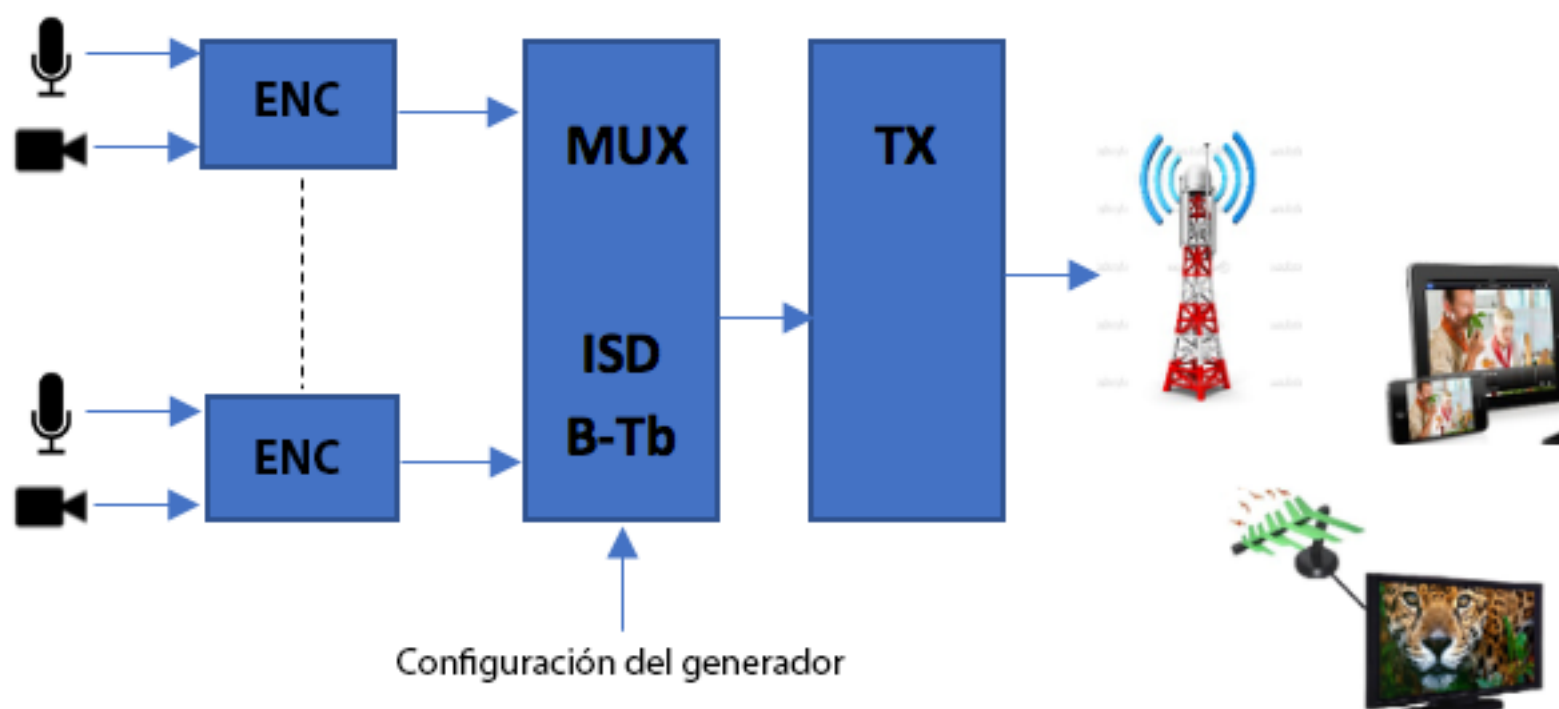 ENC
MUX
TX
ISD
B-Tb
ENC
Configuración del generador